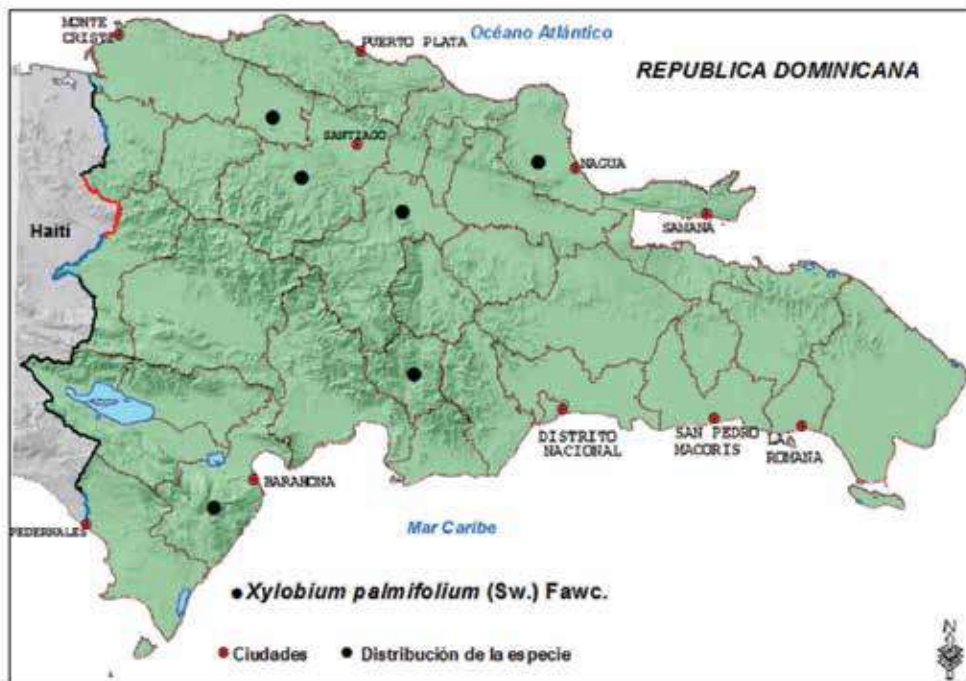 MONTE
CRISTI
PUERTO PLATA
Océano Atlántico
REPUBLICA DOMINICANA
SANTIAGO
NAGUA
SAMANA
Haití
DISTRITO
NACIONAL
SAN PEDRO
MACORIS
LA
ROMANA
BARAHONA
PEDERNALES
Mar Caribe
Xylobium palmifolium (Sw.) Fawc.
Ciudades
Distribución de la especie
N